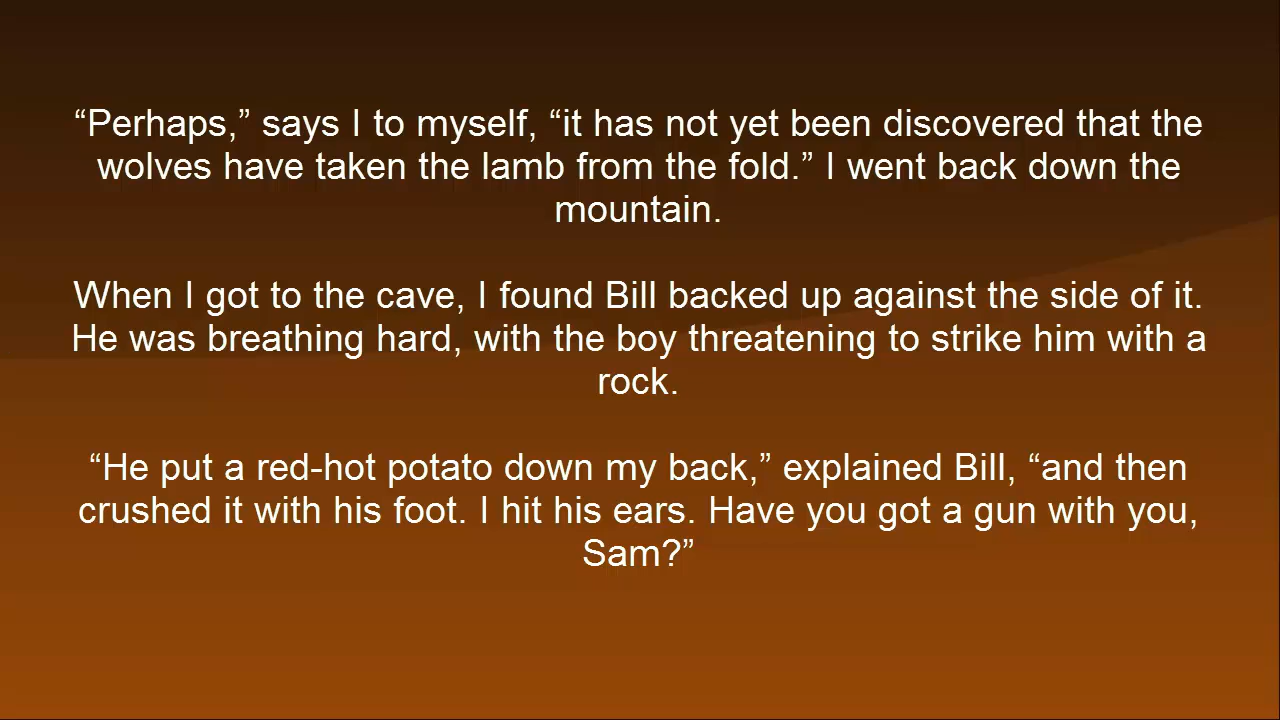 “Perhaps,” says I to myself, “it has not yet been discovered that the
wolves have taken the lamb from the fold.” I went back down the
mountain.
When I got to the cave, I found Bill backed up against the side of it.
He was breathing hard, with the boy threatening to strike him with a
rock.
“He put a red-hot potato down my back,” explained Bill, “and then
crushed it with his foot. I hit his ears. Have you got a gun with you,
Sam?”